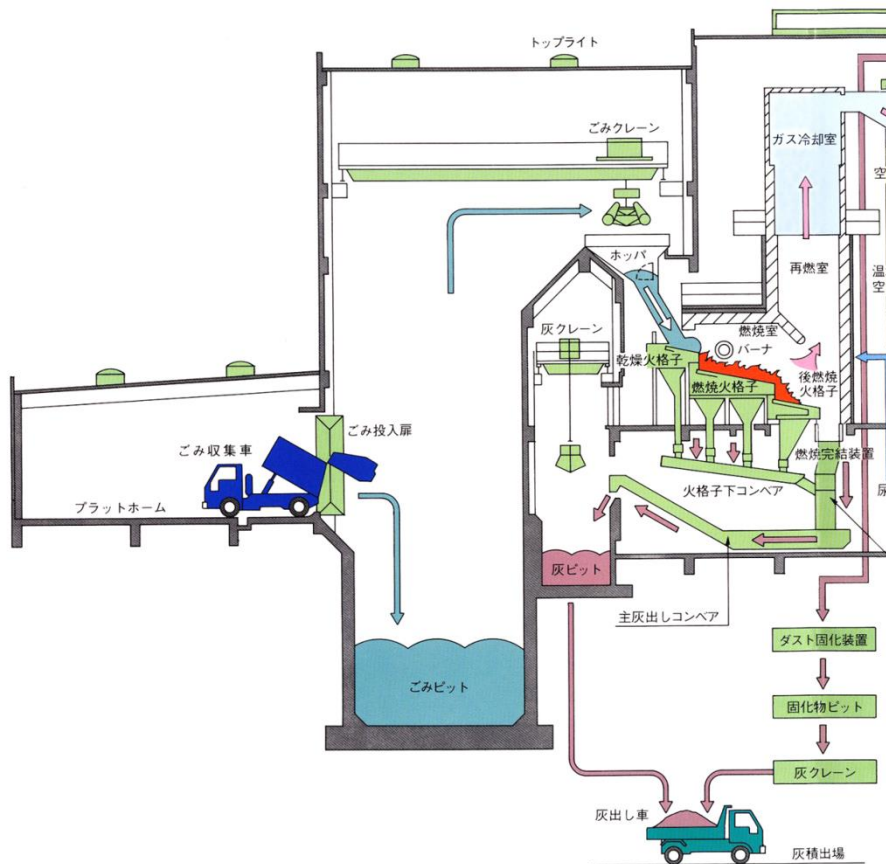 トップライト
ごみクレーン
ガス冷却室
空
ホッパ
再燃室
温
空
燃焼室
灰クレーン
バーナ
乾燥火格子
後燃焼
火格子
燃焼火格子
ごみ投入扉
ごみ収集車
燃焼完結装置
プラットホーム
火格子下コンベア
灰ピット
主灰出しコンベア
ダスト固化装置
ごみピット
固化物ピット
灰クレーン
灰出し車
灰積出場